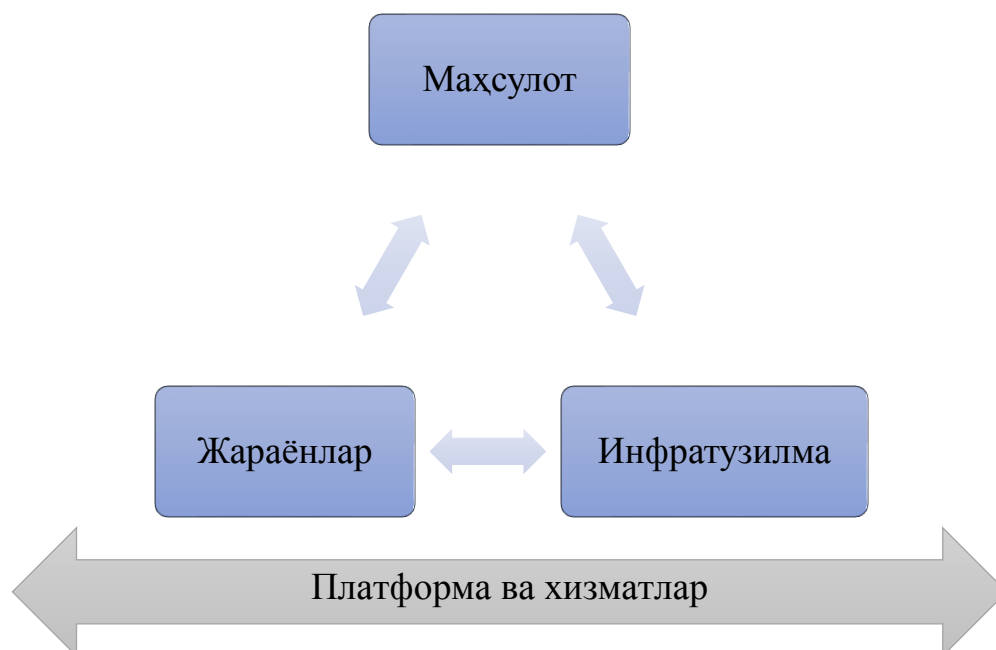 Маҳсулот
Жараёнлар
Инфратузилма
Платформа ва хизматлар